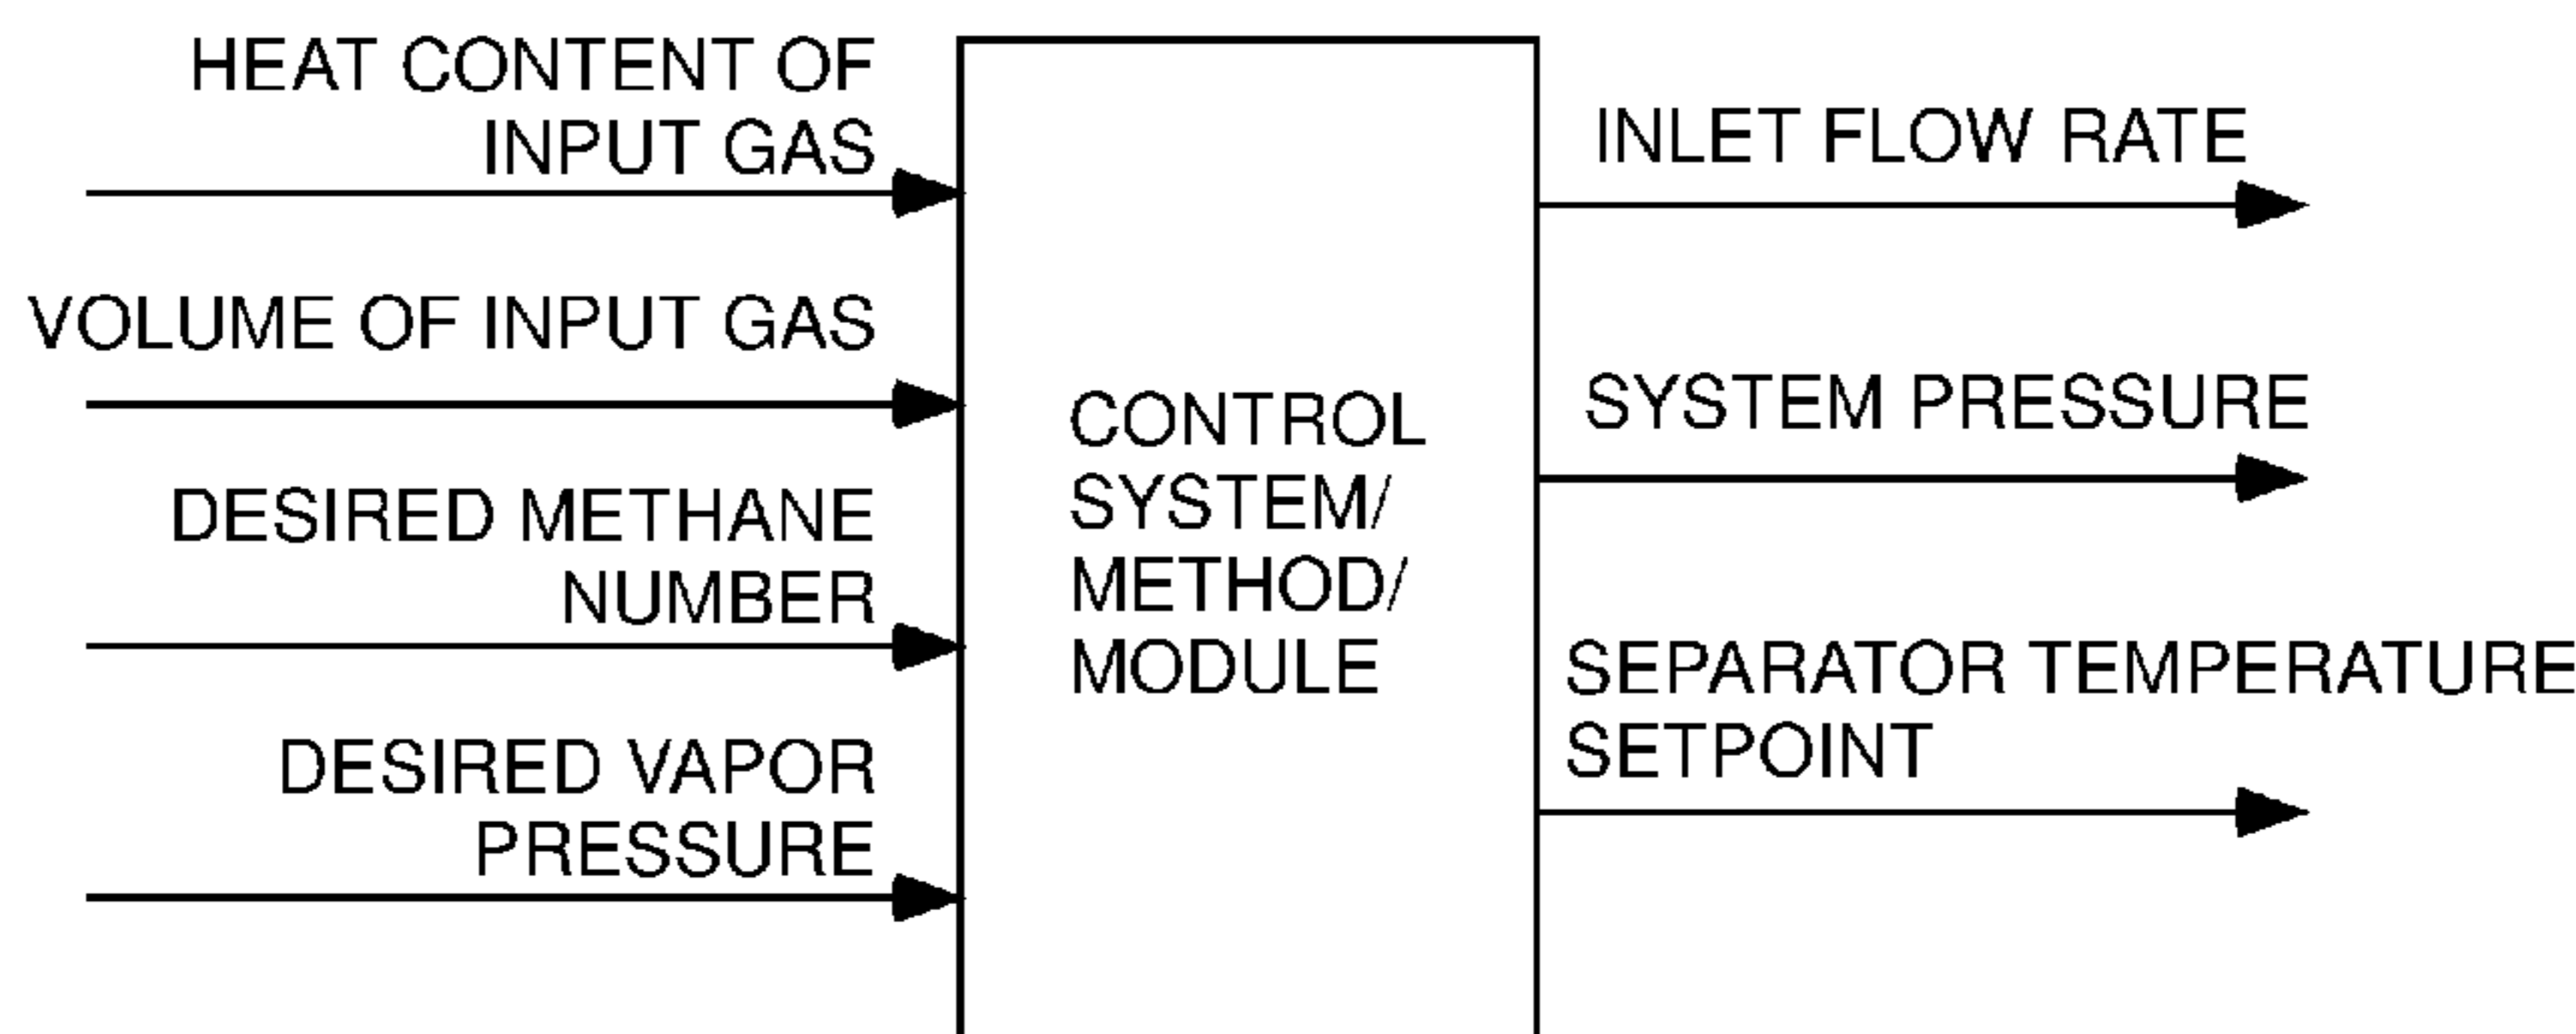 HEAT CONTENT OF
INPUT GAS
VOLUME OF INPUT GAS
DESIRED METHANE
NUMBER
DESIRED VAPOR
PRESSURE
CONTROL
SYSTEM/
METHOD/
MODULE
INLET FLOW RATE
SYSTEM PRESSURE
SEPARATOR TEMPERATURE
SETPOINT